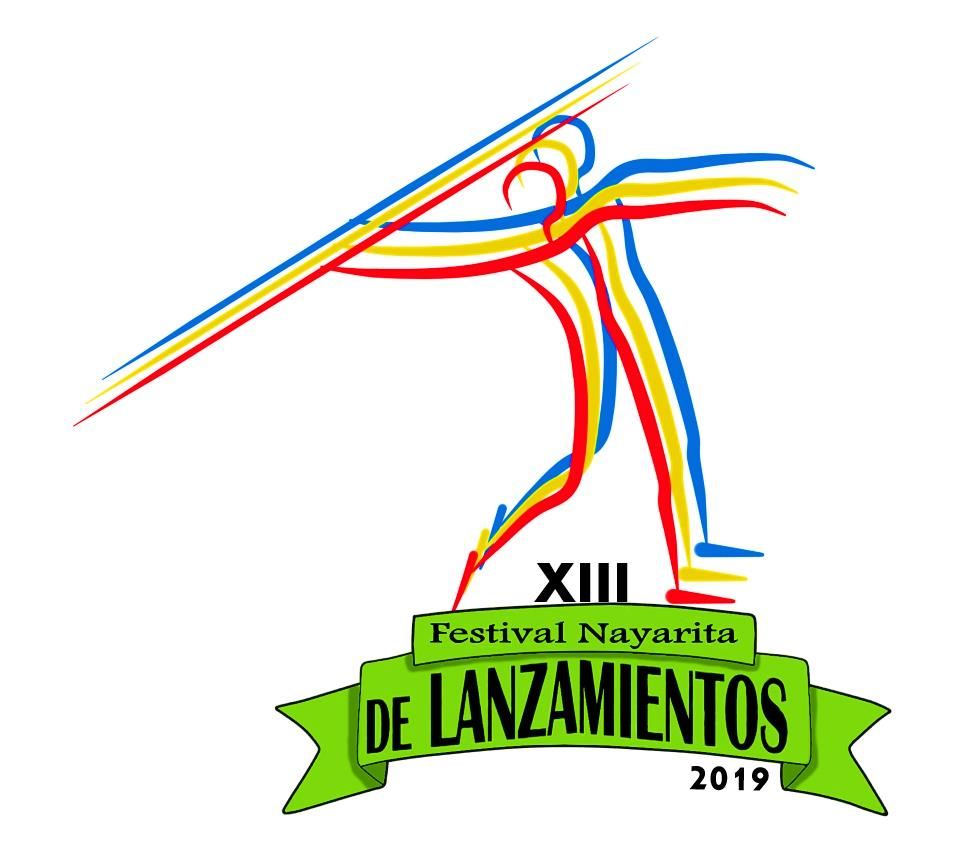 XIII
Festival Nayarita
DE LANZAMIENTOS
2019